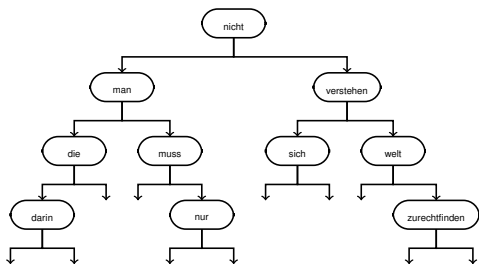 nicht
man verstehen
die muss sich welt
darin nur zurechtfinden